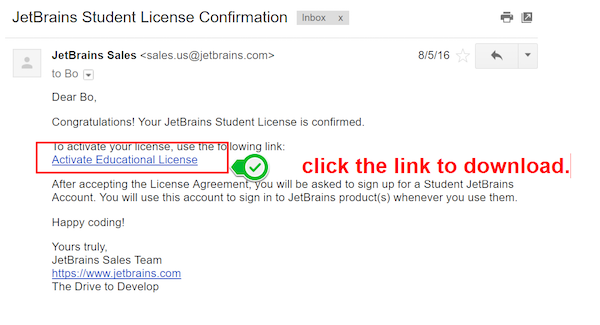 JetBrains Student License Confirmation Inbox x
JetBrains Sales <sales.us@jetbrains.com> 8/5/16
to Bo
Dear Bo,
Congratulations! Your JetBrains Student License is confirmed.
To activate your license, use the following link:
Activate Educational License
click the link to download.
After accepting the License Agreement, you will be asked to sign up for a Student JetBrains
Account. You will use this account to sign in to JetBrains product(s) whenever you use them.
Happy coding!
Yours truly,
JetBrains Sales Team
https://www.jetbrains.com
The Drive to Develop